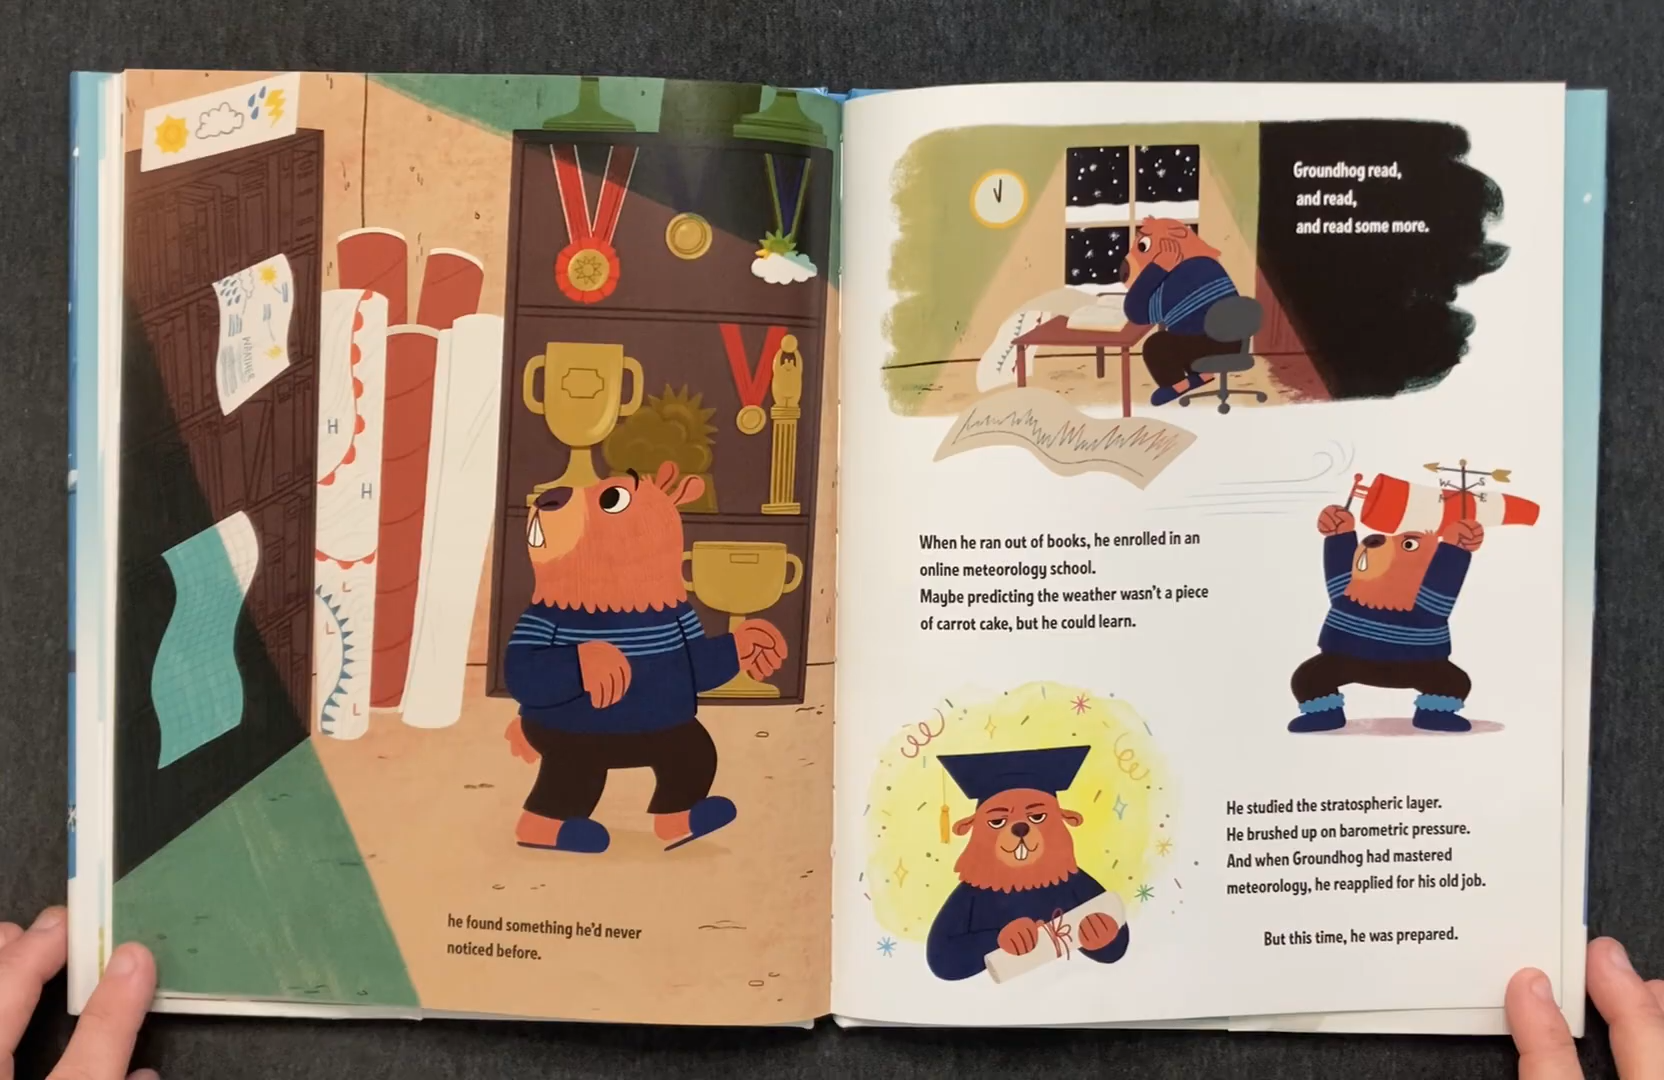 WEATHER
H
H
L
L
L
he found something he'd never
noticed before.
Groundhog read,
and read,
and read some more.
W S
N E
When he ran out of books, he enrolled in an
online meteorology school.
Maybe predicting the weather wasn't a piece
of carrot cake, but he could learn.
He studied the stratospheric layer.
He brushed up on barometric pressure.
And when Groundhog had mastered
meteorology, he reapplied for his old job.
But this time, he was prepared.